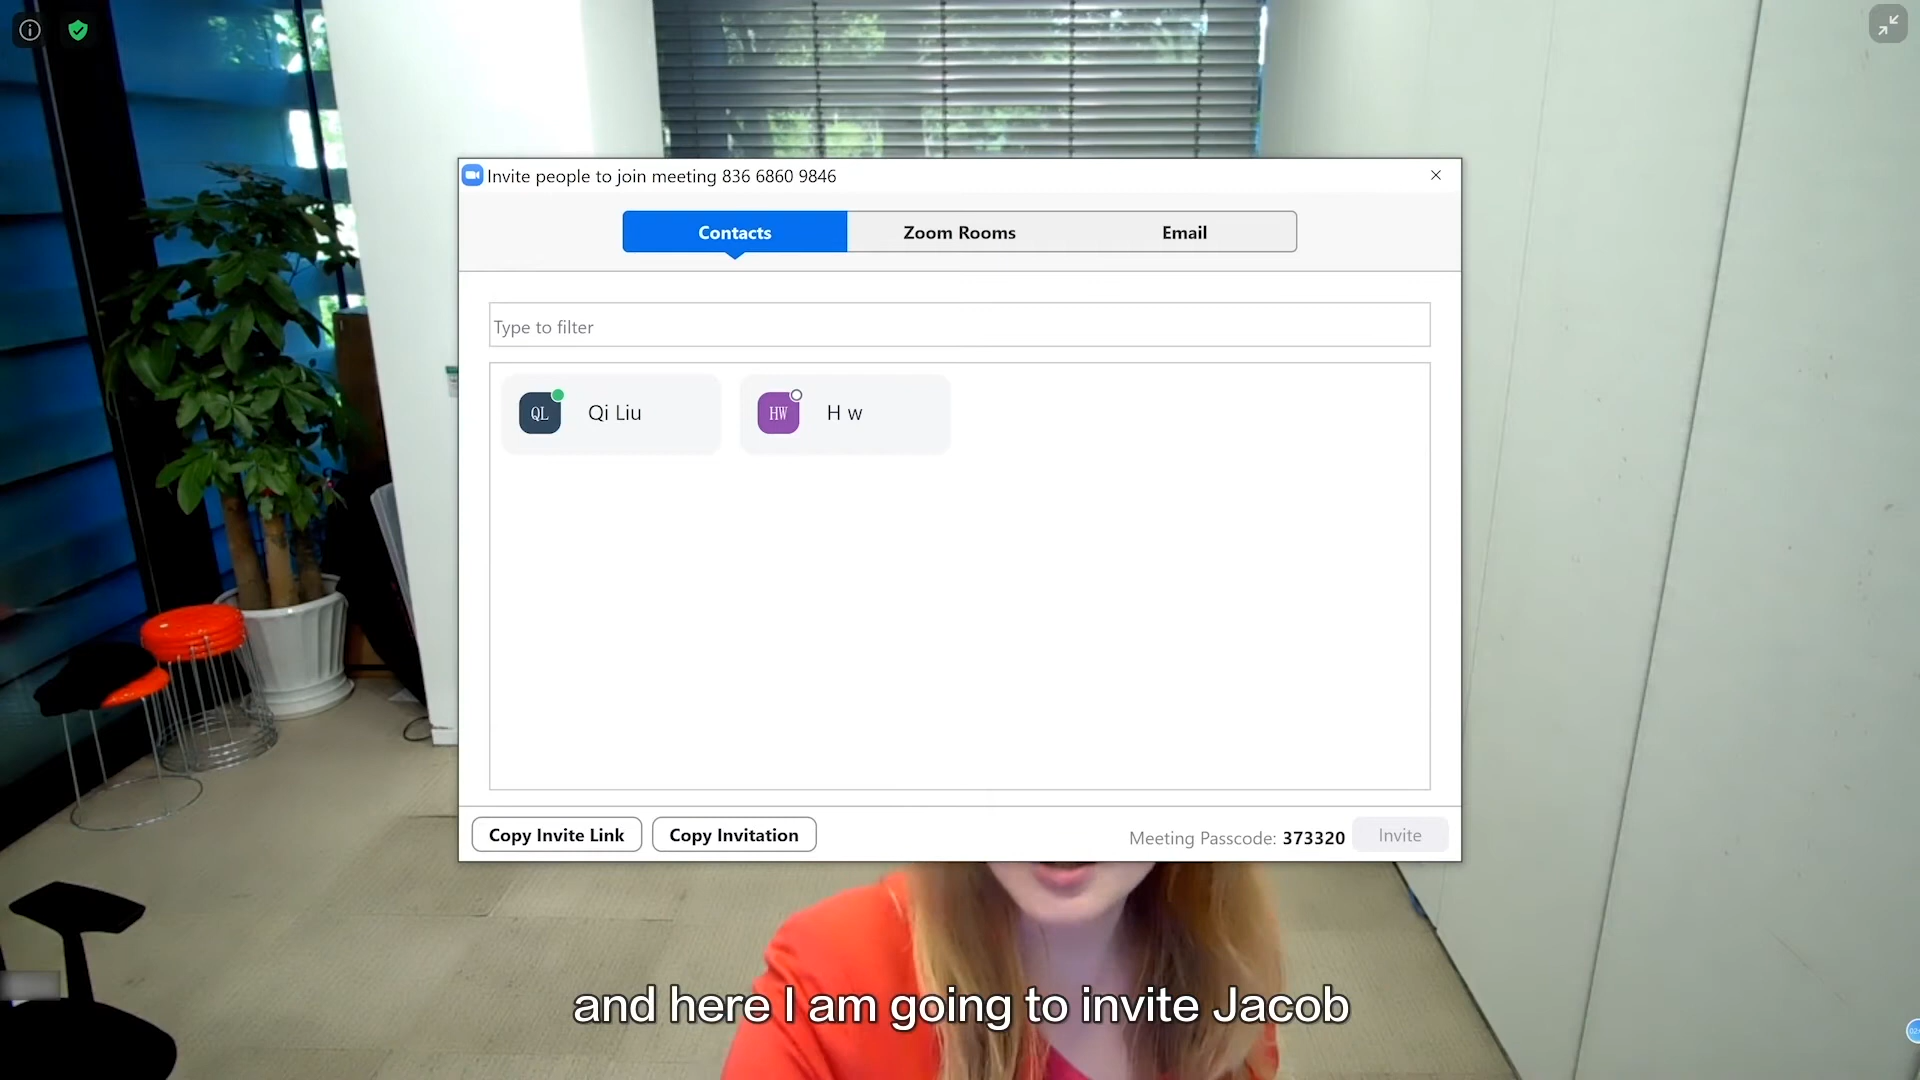 Invite people to join meeting 836 6860 9846
Contacts
Zoom Rooms
Email
Type to filter
QL
Qi Liu
HW
H w
Copy Invite Link
Copy Invitation
Meeting Passcode: 373320
Invite
and here I am going to invite Jacob